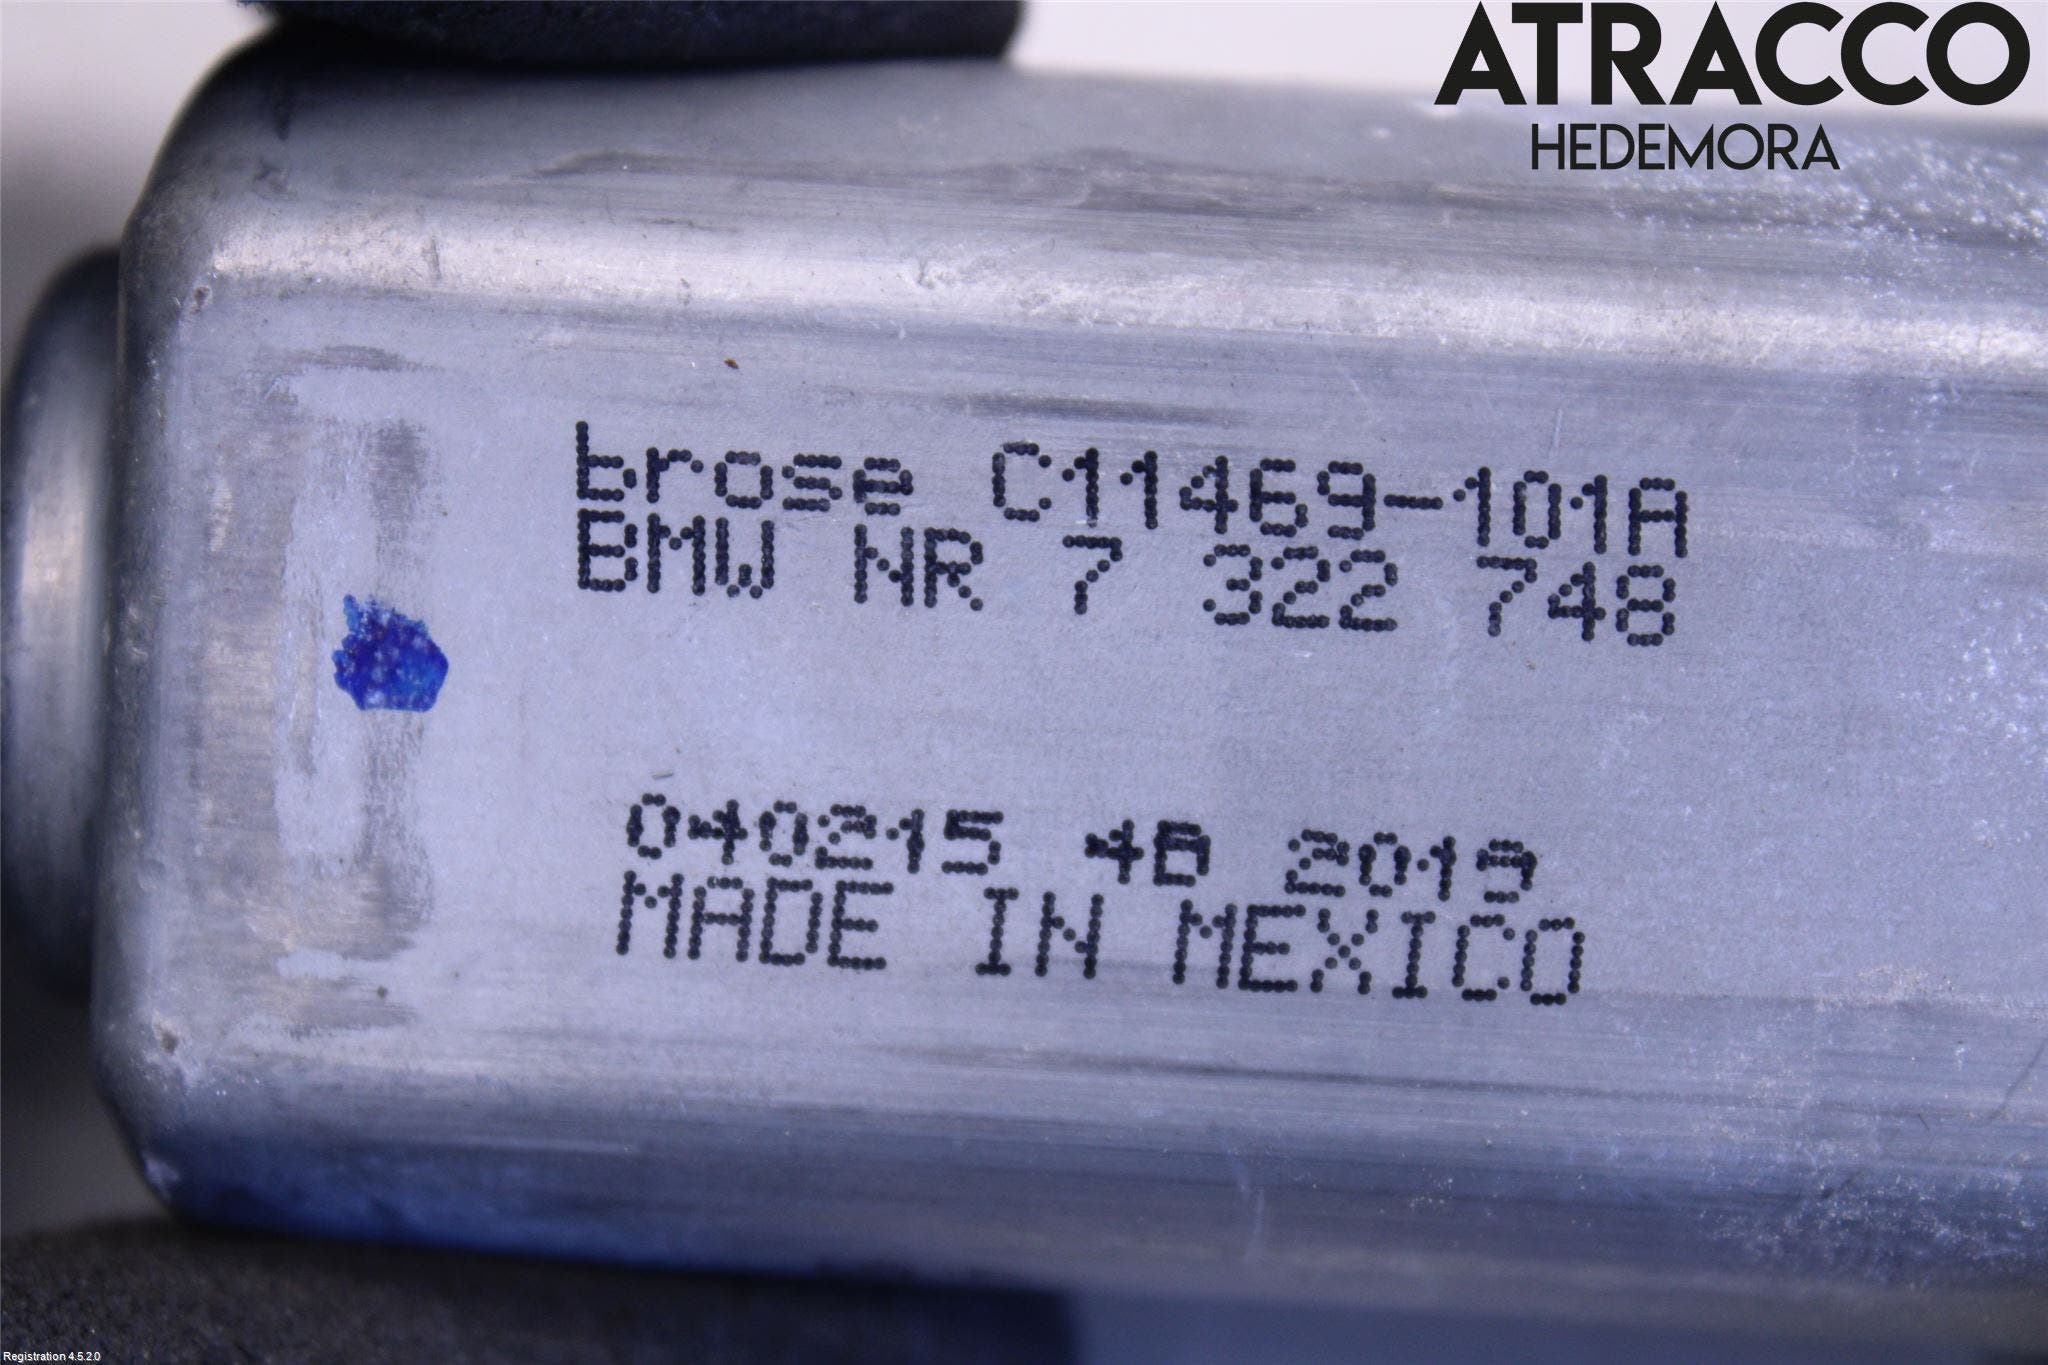 ATRACCO
HEDEMORA
brose C11469-101A
BMW NR 7 322 748
040215 4B 2013
MADE IN MEXICO
Registration 4.5.2.0